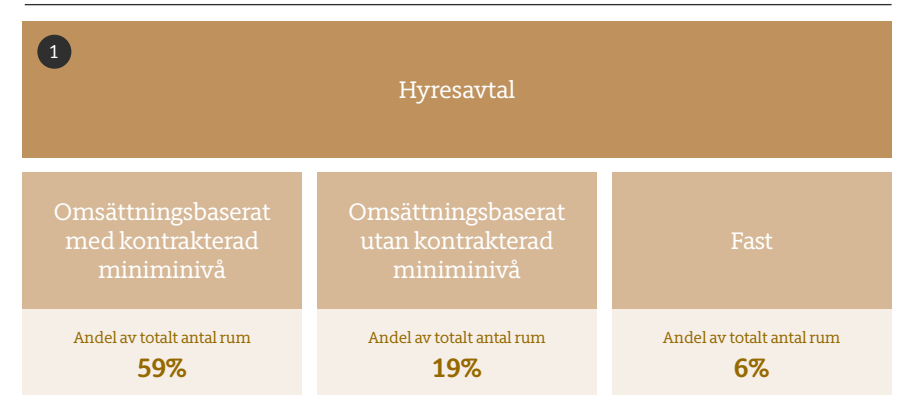 1
Hyresavtal
Omsättningsbaserat
med kontrakterad
miniminivå
Omsättningsbaserat
utan kontrakterad
miniminivå
Fast
Andel av totalt antal rum
59%
Andel av totalt antal rum
19%
Andel av totalt antal rum
6%